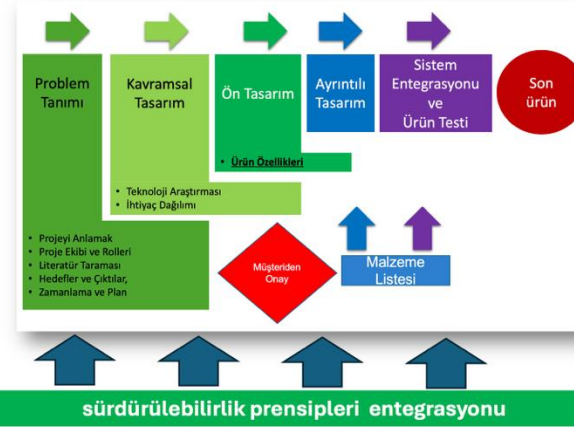 Problem
Tanımı
Kavramsal
Tasarım
Ön Tasarım
Ayrıntılı
Tasarım
Sistem
Entegrasyonu
ve
Ürün Testi
Son
ürün
• Ürün Özellikleri
• Teknoloji Araştırması
• İhtiyaç Dağılımı
• Projeyi Anlamak
• Proje Ekibi ve Rolleri
• Literatür Taraması
• Hedefler ve Çıktılar,
• Zamanlama ve Plan
Müşteriden
Onay
Malzeme
Listesi
sürdürülebilirlik prensipleri entegrasyonu